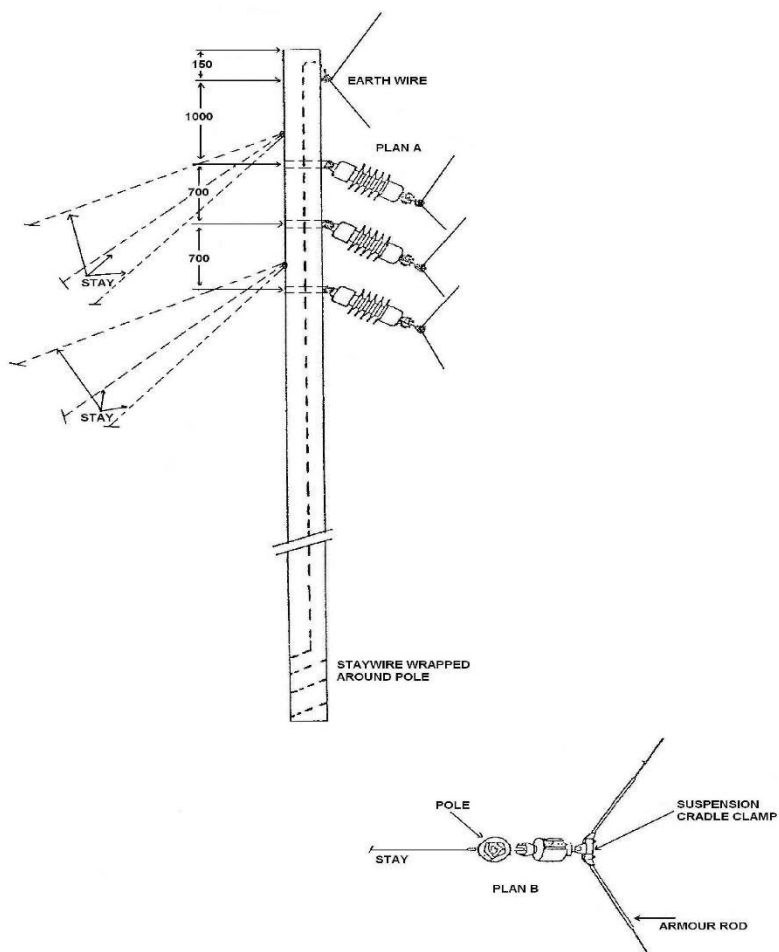 150
EARTH WIRE
1000
PLAN A
700
700
STAY
STAY
STAYWIRE WRAPPED
AROUND POLE
POLE
SUSPENSION
CRADLE CLAMP
STAY
PLAN B
ARMOUR ROD